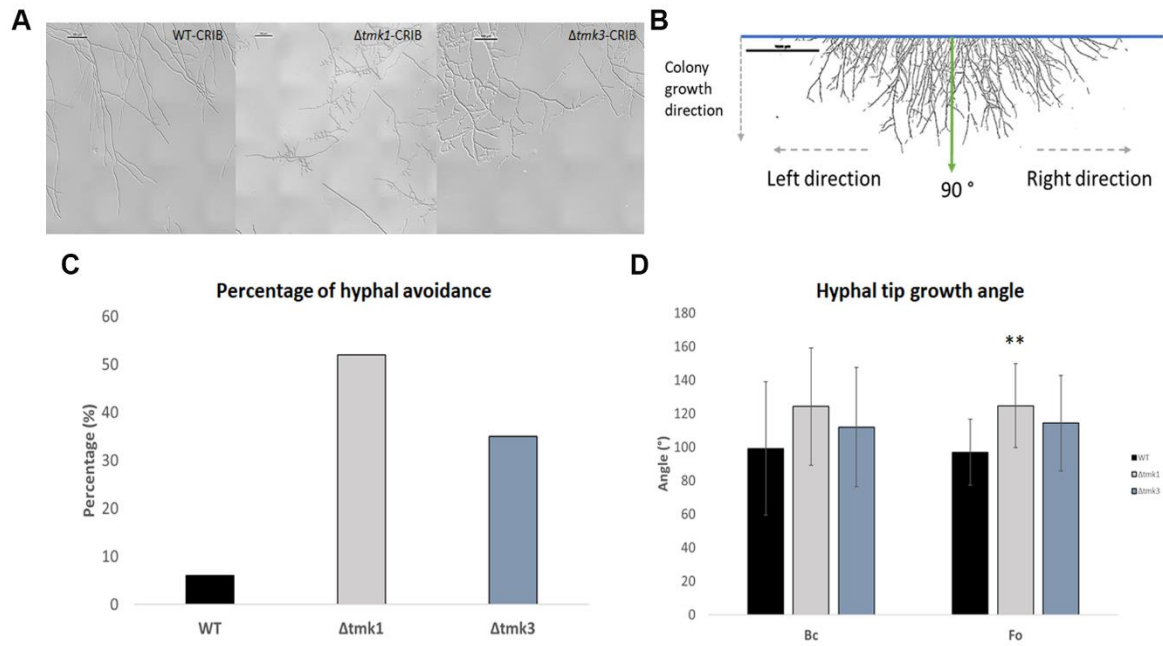 A
WT-CRIB
Δtmk1-CRIB
Δtmk3-CRIB
B
Colony
growth
direction
Left direction
90 °
Right direction
C
Percentage of hyphal avoidance
Percentage (%)
60
50
40
30
20
10
0
WT
Δtmk1
Δtmk3
D
Hyphal tip growth angle
Angle (°)
180
160
140
120
100
80
60
40
20
0
**
Bc
Fo
WT
Δtmk1
Δtmk3